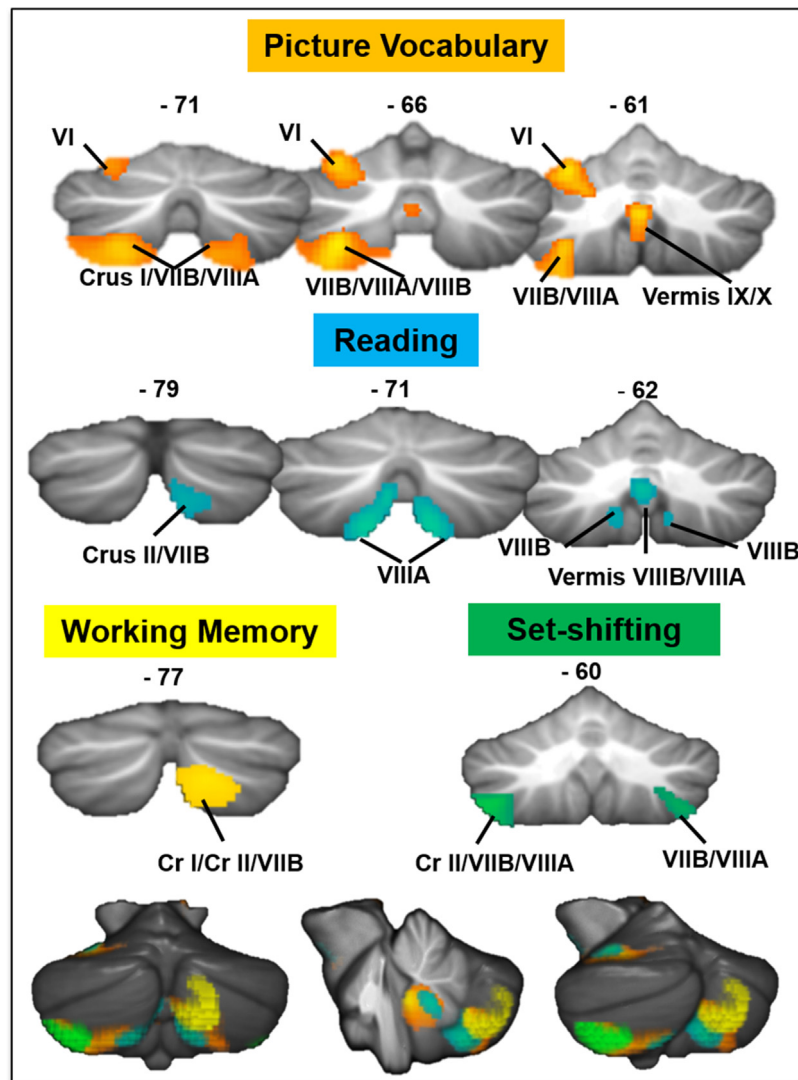 Picture Vocabulary
- 71
- 66
- 61
VI
VI
VI
Crus I/VIIB/VIIIA
VIIB/VIIIA/VIIIB
VIIB/VIIIA
Vermis IX/X
Reading
- 79
- 71
- 62
Crus II/VIIB
VIIIA
VIIIB
VIIIB
Vermis VIIIB/VIIIA
Working Memory
Set-shifting
- 77
- 60
Cr I/Cr II/VIIB
Cr II/VIIB/VIIIA
VIIB/VIIIA